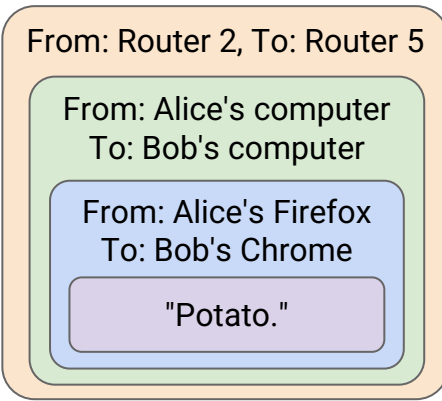 From: Router 2, To: Router 5
From: Alice's computer
To: Bob's computer
From: Alice's Firefox
To: Bob's Chrome
"Potato."